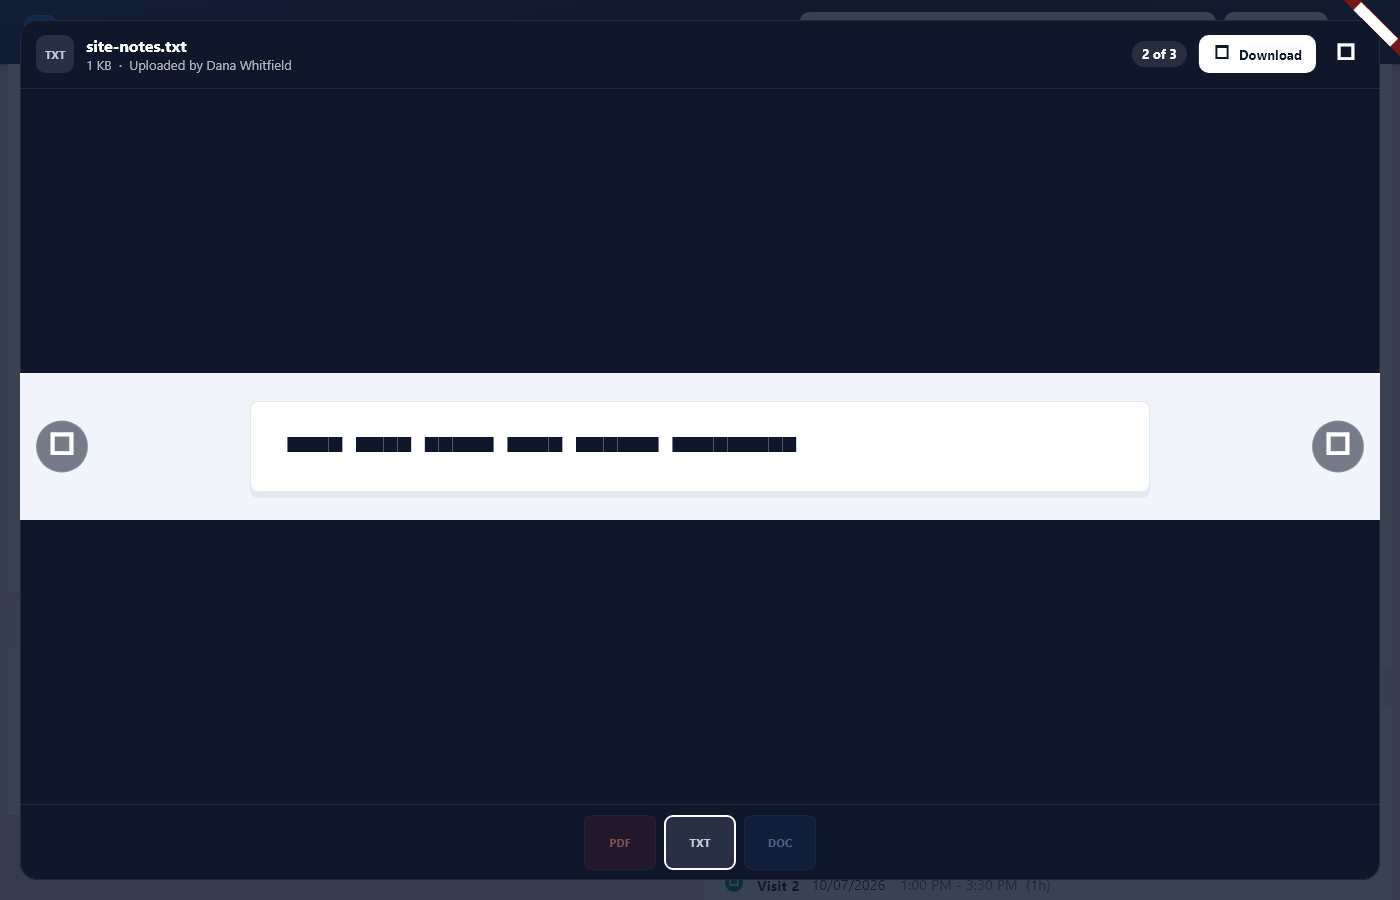 TXT
site-notes.txt
1 KB · Uploaded by Dana Whitfield
2 of 3
Download
PDF
TXT
DOC
Visit 2 10/07/2026 1:00 PM - 3:30 PM (1h)